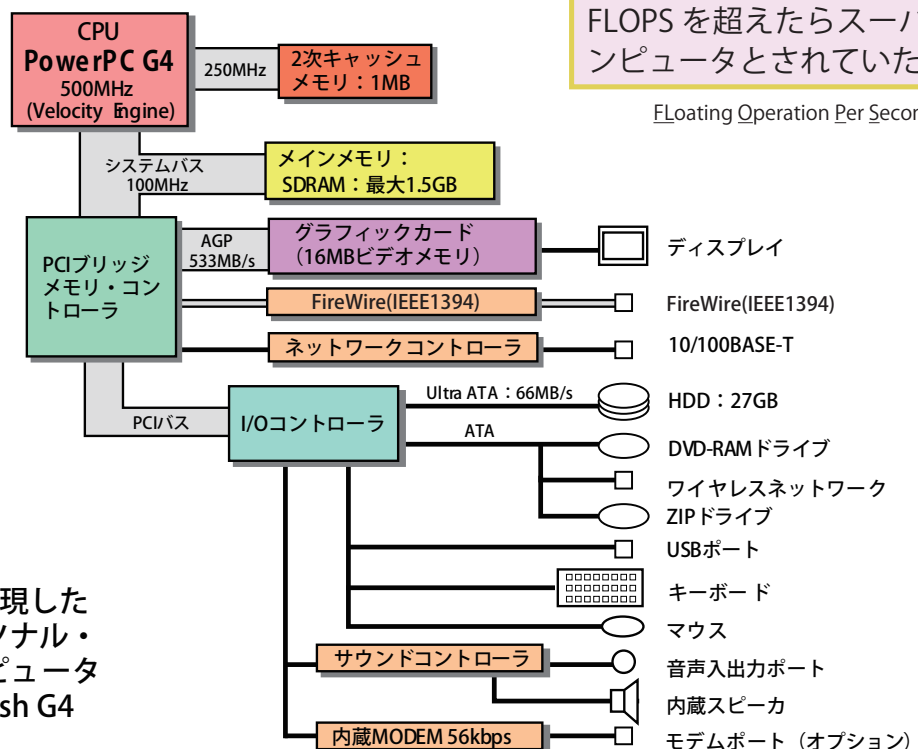 FLOPS を超えたらスーパ
ンピュータとされていた
FLoating Operation Per Secon
CPU
PowerPC G4
500MHz
(Velocity Engine)
250MHz
2次キャッシュ
メモリ：1MB
システムバス
100MHz
メインメモリ：
SDRAM：最大1.5GB
PCIブリッジ
メモリ・コン
トローラ
AGP
533MB/s
グラフィックカード
（16MBビデオメモリ）
ディスプレイ
FireWire(IEEE1394)
FireWire(IEEE1394)
ネットワークコントローラ
10/100BASE-T
PCIバス
I/Oコントローラ
Ultra ATA：66MB/s
HDD：27GB
ATA
DVD-RAMドライブ
ワイヤレスネットワーク
ZIPドライブ
USBポート
キーボード
マウス
サウンドコントローラ
音声入出力ポート
内蔵スピーカ
内蔵MODEM 56kbps
モデムポート（オプション）
現した
ソナル・
ピュータ
sh G4